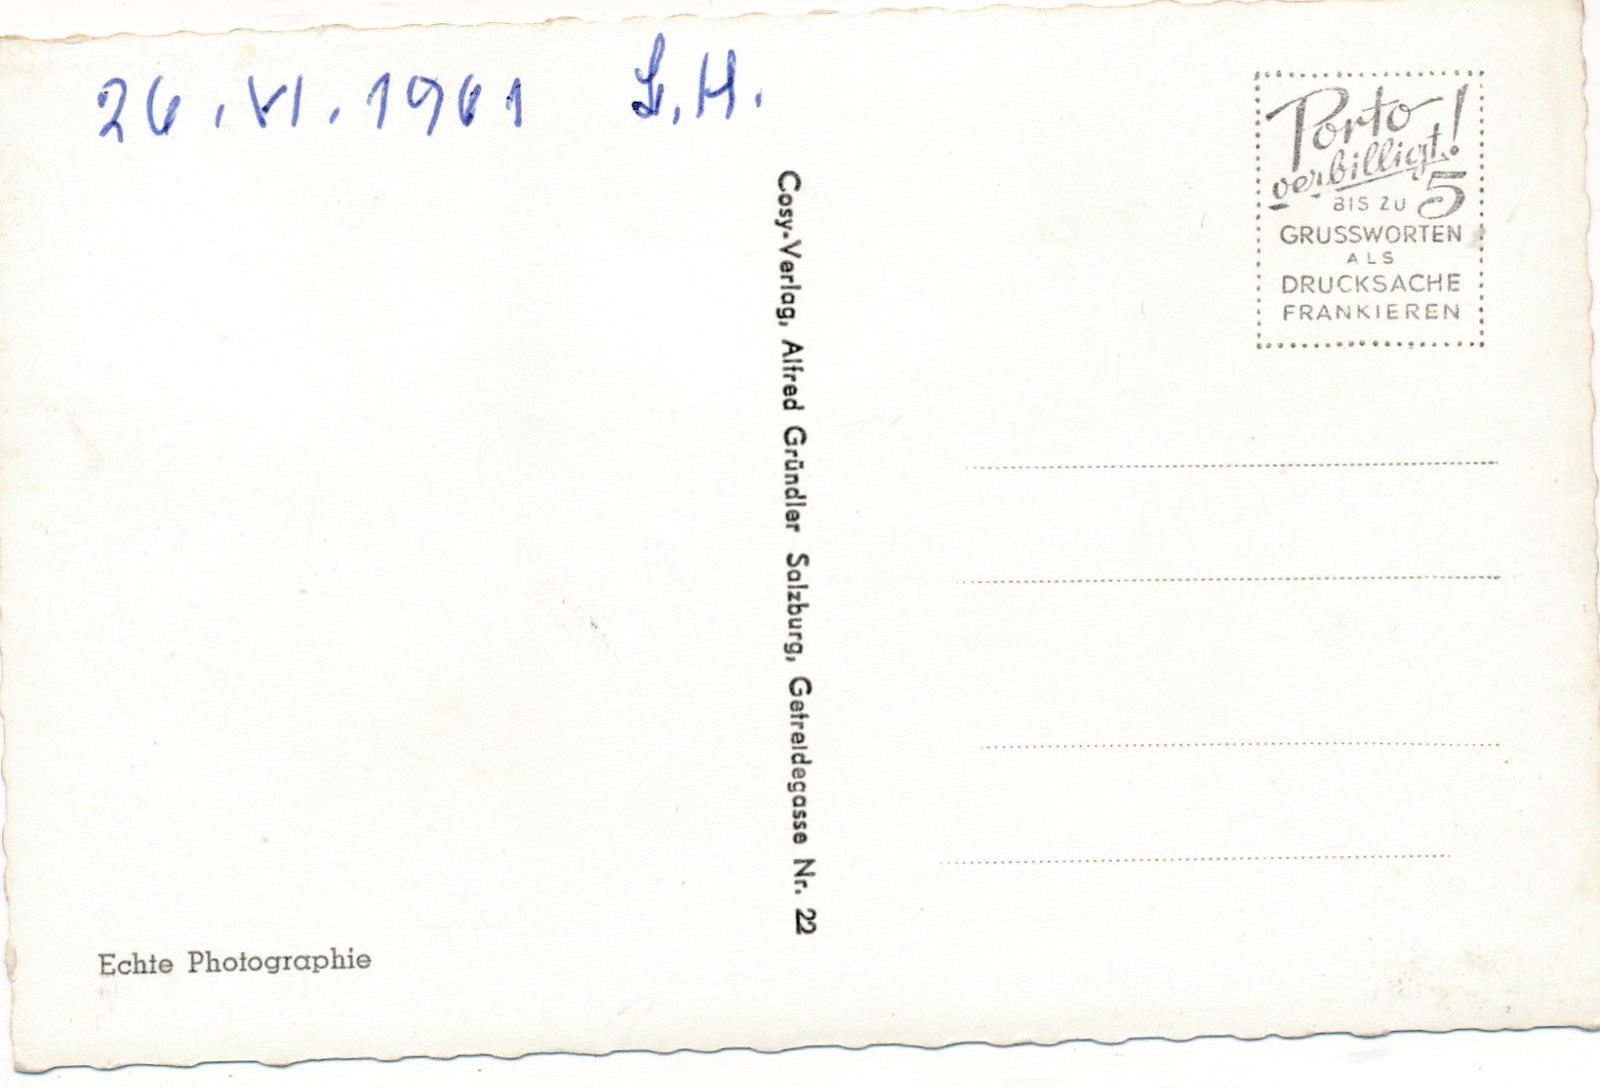 26.VI.1961 L.H.
Porto
verbilligt!
BIS ZU 5
GRUSSWORTEN
ALS
DRUCKSACHE
FRANKIEREN
Cosy-Verlag, Alfred Gründler Salzburg, Getreidegasse Nr. 22
Echte Photographie